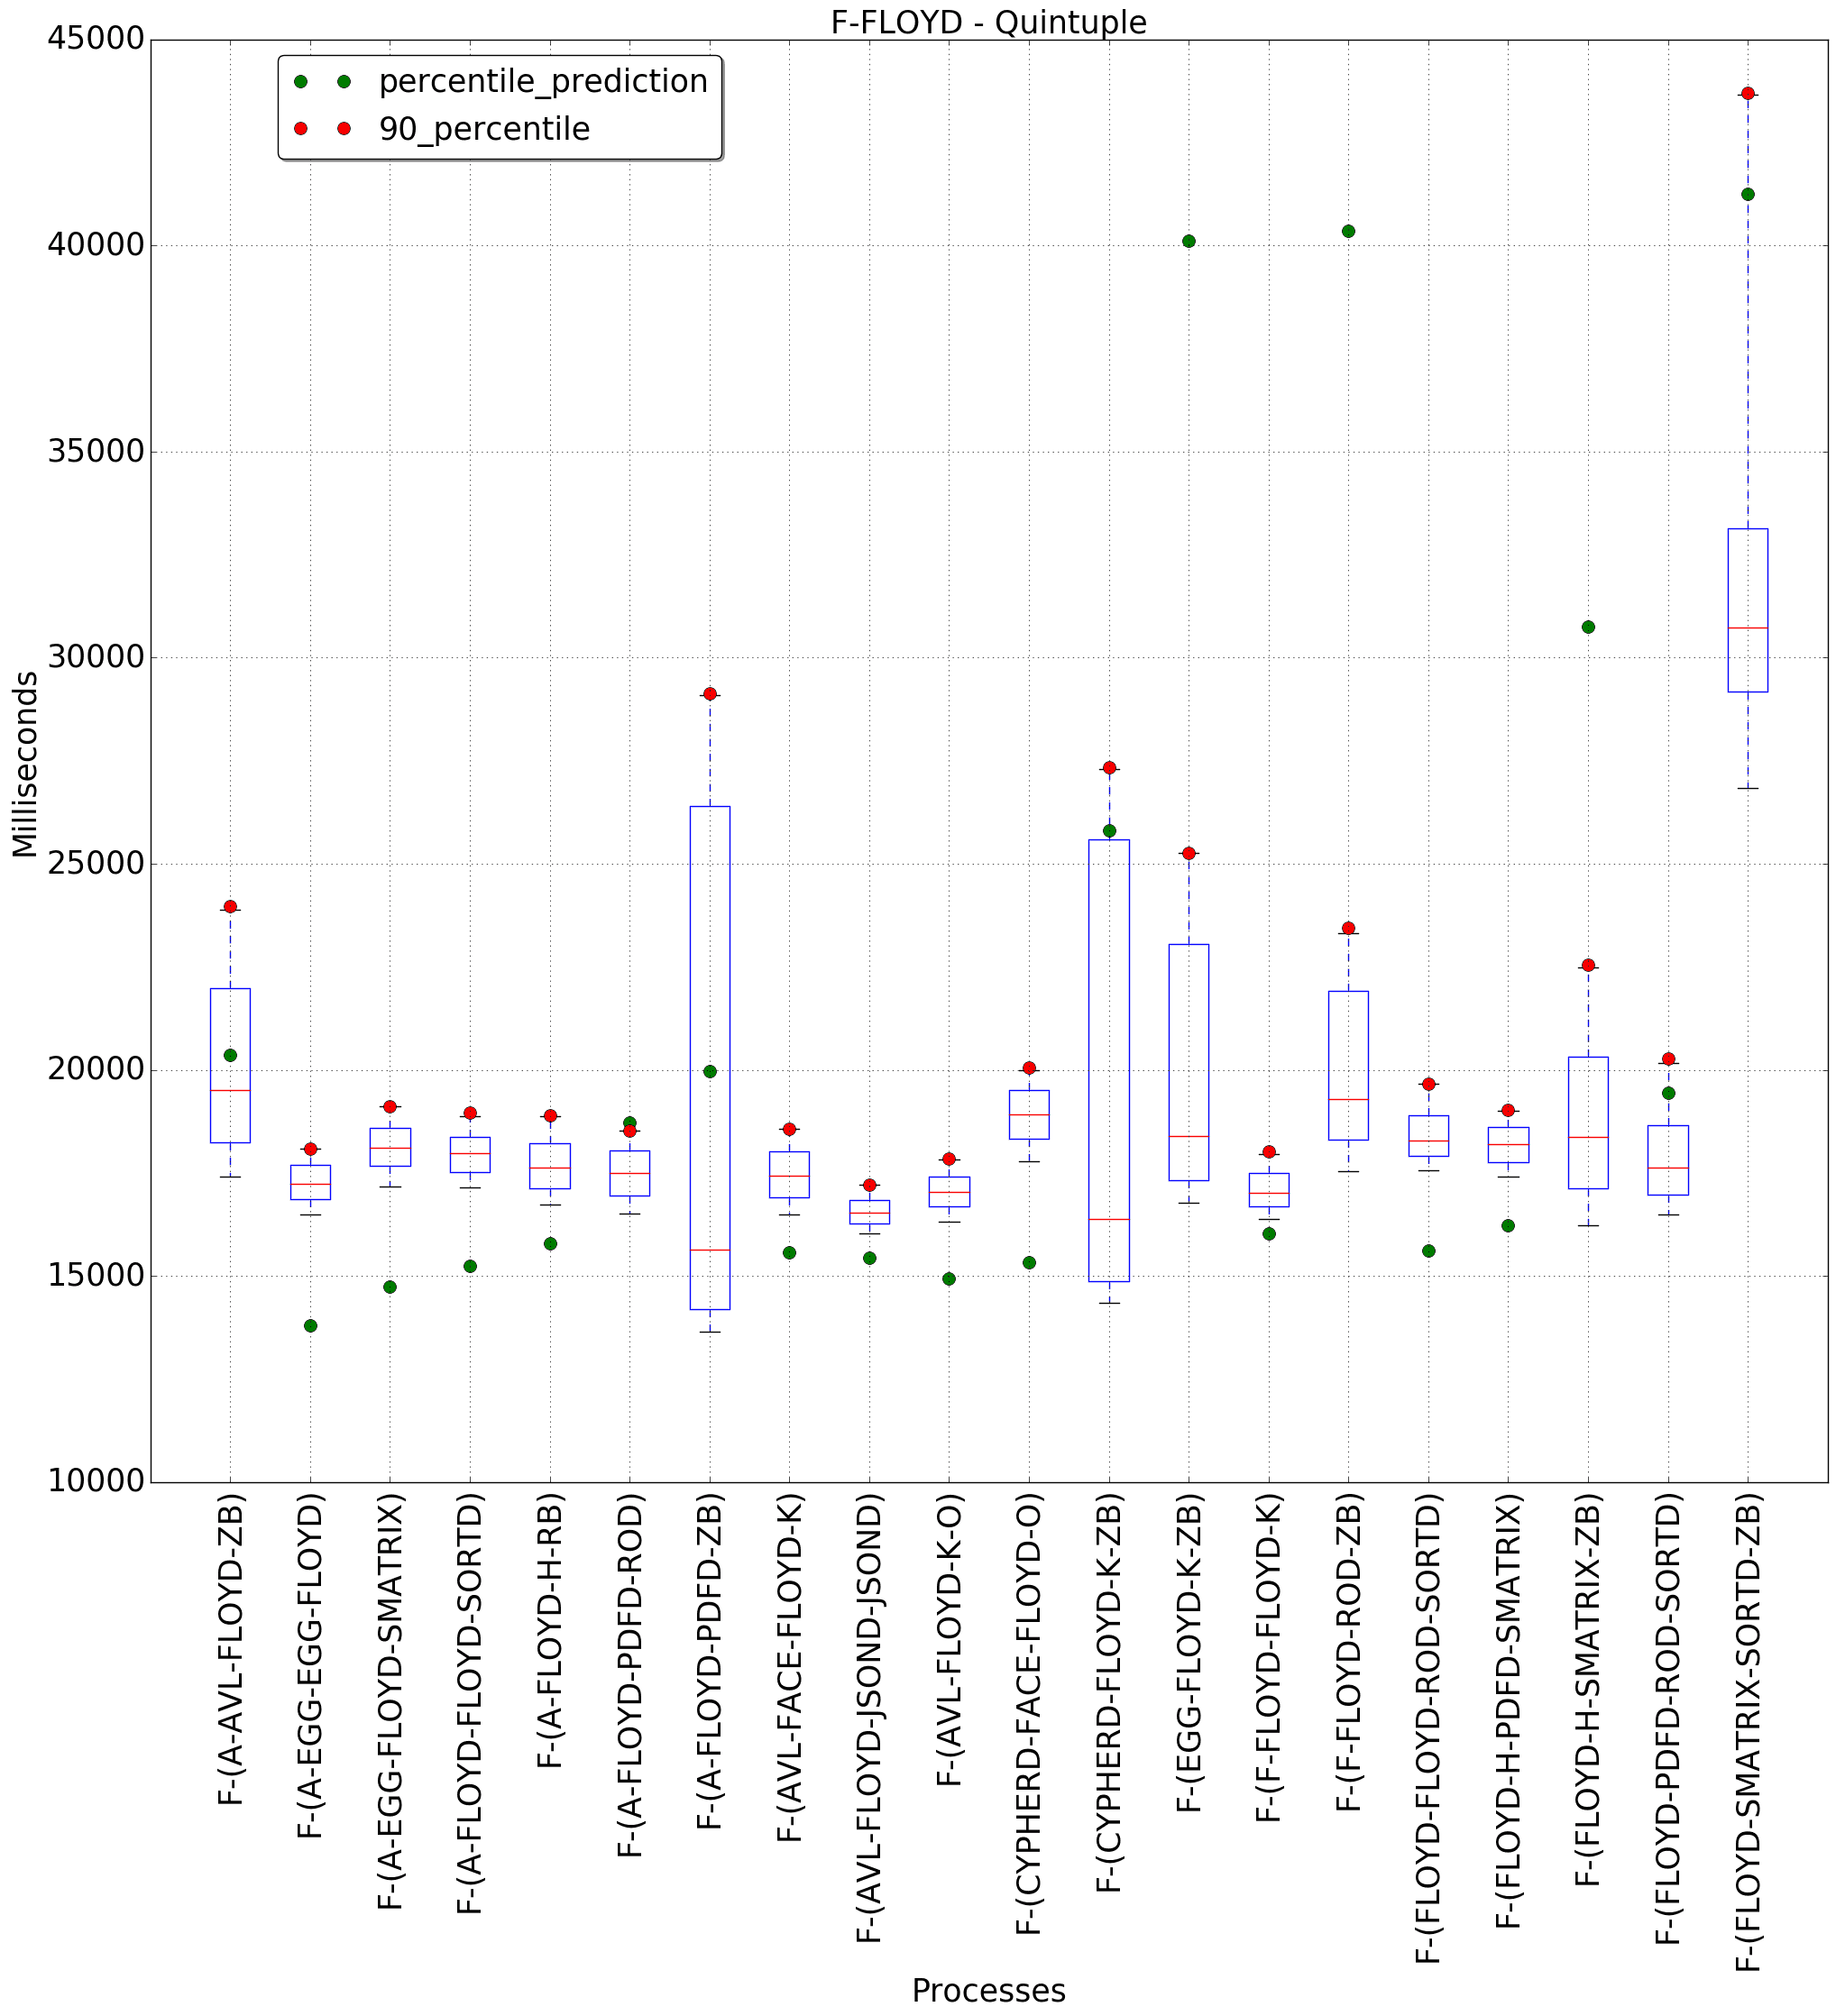 F-FLOYD - Quintuple
percentile_prediction
90_percentile
45000
40000
35000
30000
25000
20000
15000
10000
Milliseconds
F-(A-AVL-FLOYD-ZB)
F-(A-EGG-EGG-FLOYD)
F-(A-EGG-FLOYD-SMATRIX)
F-(A-FLOYD-FLOYD-SORTD)
F-(A-FLOYD-H-RB)
F-(A-FLOYD-PDFD-ROD)
F-(A-FLOYD-PDFD-ZB)
F-(AVL-FACE-FLOYD-K)
F-(AVL-FLOYD-JSOND-JSOND)
F-(AVL-FLOYD-K-O)
F-(CYPHERD-FACE-FLOYD-O)
F-(CYPHERD-FLOYD-K-ZB)
F-(EGG-FLOYD-K-ZB)
F-(F-FLOYD-FLOYD-K)
F-(F-FLOYD-ROD-ZB)
F-(FLOYD-FLOYD-ROD-SORTD)
F-(FLOYD-H-PDFD-SMATRIX)
F-(FLOYD-H-SMATRIX-ZB)
F-(FLOYD-PDFD-ROD-SORTD)
F-(FLOYD-SMATRIX-SORTD-ZB)
Processes